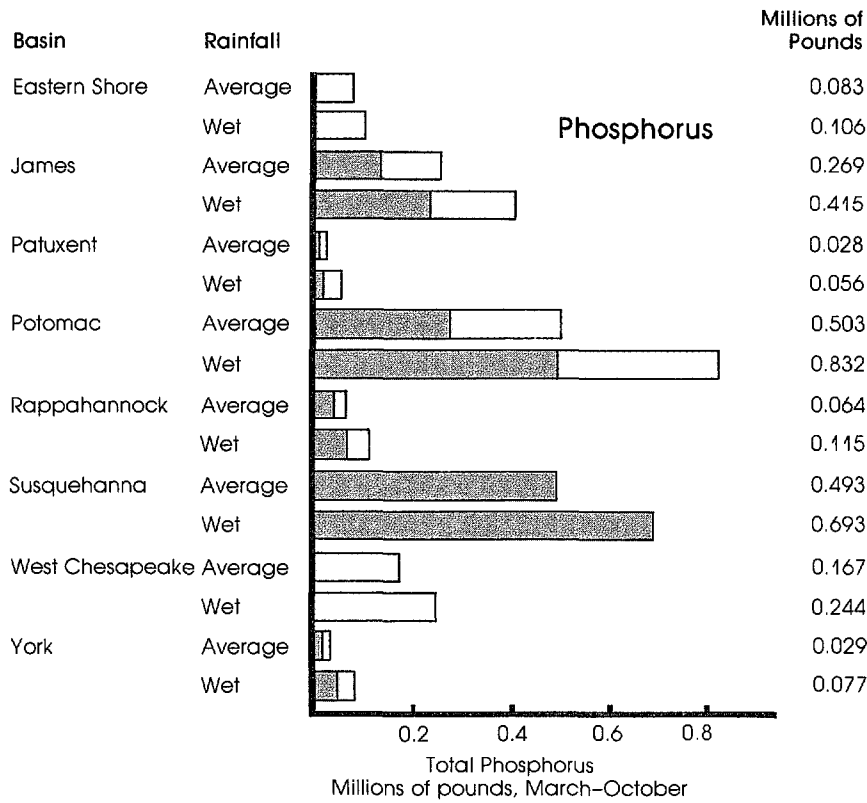 Millions of
Basin Rainfall Pounds
Eastern Shore Average 0.083
Wet 0.106
Phosphorus
James Average 0.269
Wet 0.415
Patuxent Average 0.028
Wet 0.056
Potomac Average 0.503
Wet 0.832
Rappahannock Average 0.064
Wet 0.115
Susquehanna Average 0.493
Wet 0.693
West Chesapeake Average 0.167
Wet 0.244
York Average 0.029
Wet 0.077
0.2 0.4 0.6 0.8
Total Phosphorus
Millions of pounds, March–October